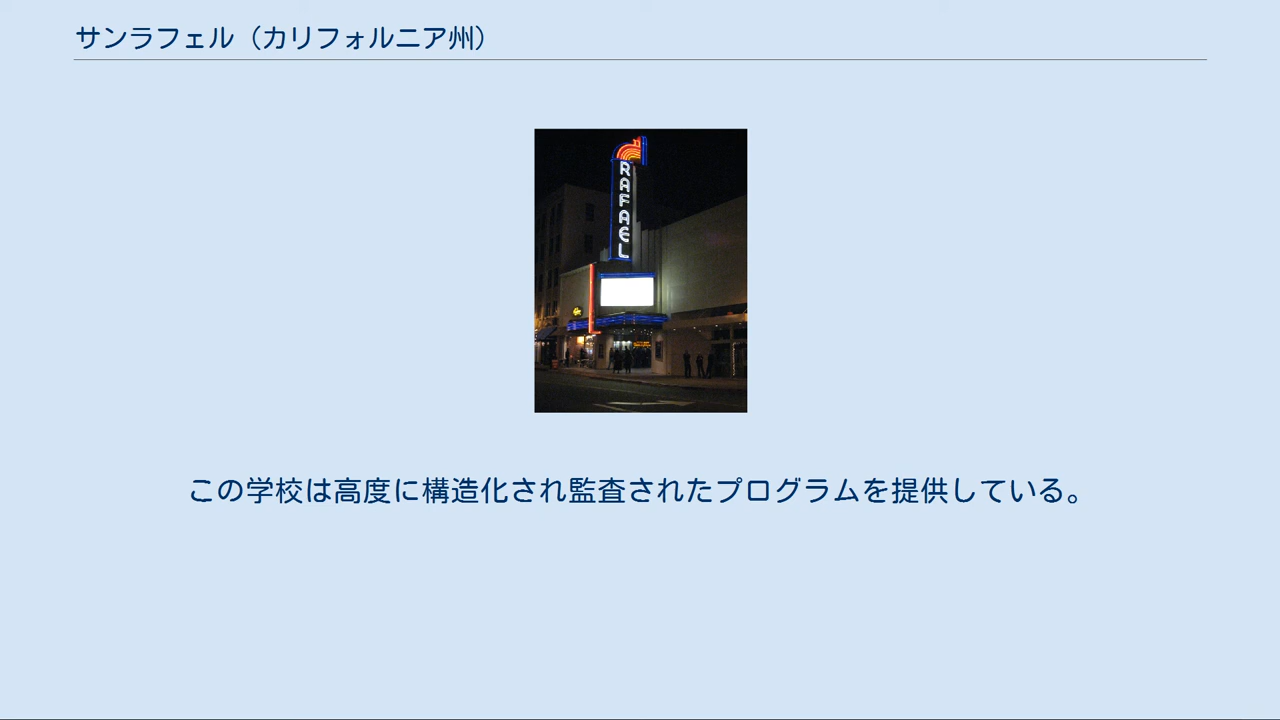 サンラフェル（カリフォルニア州）
RAFAEL
この学校は高度に構造化され監査されたプログラムを提供している。